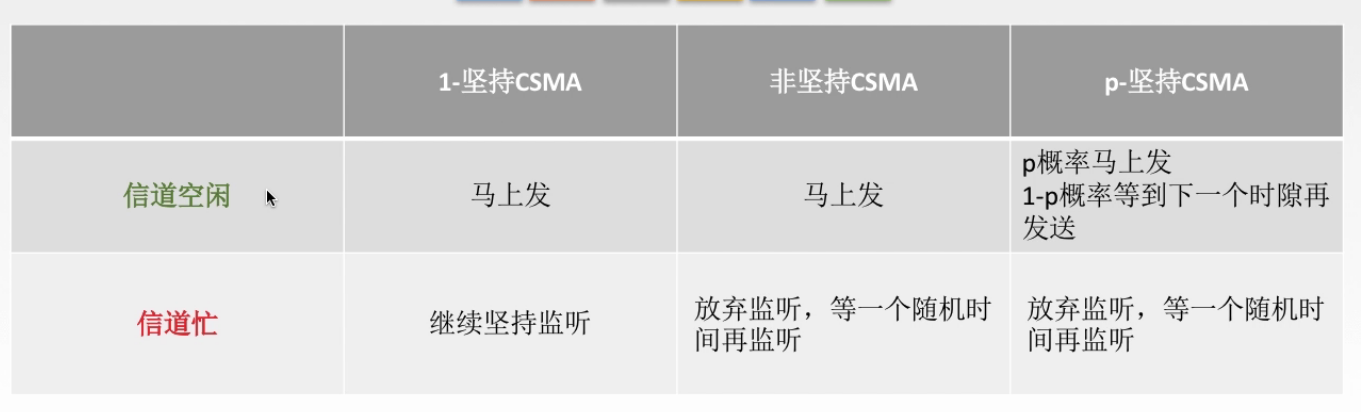 1-坚持CSMA
非坚持CSMA
p-坚持CSMA
信道空闲
马上发
马上发
p概率马上发
1-p概率等到下一个时隙再
发送
信道忙
继续坚持监听
放弃监听，等一个随机时
间再监听
放弃监听，等一个随机时
间再监听